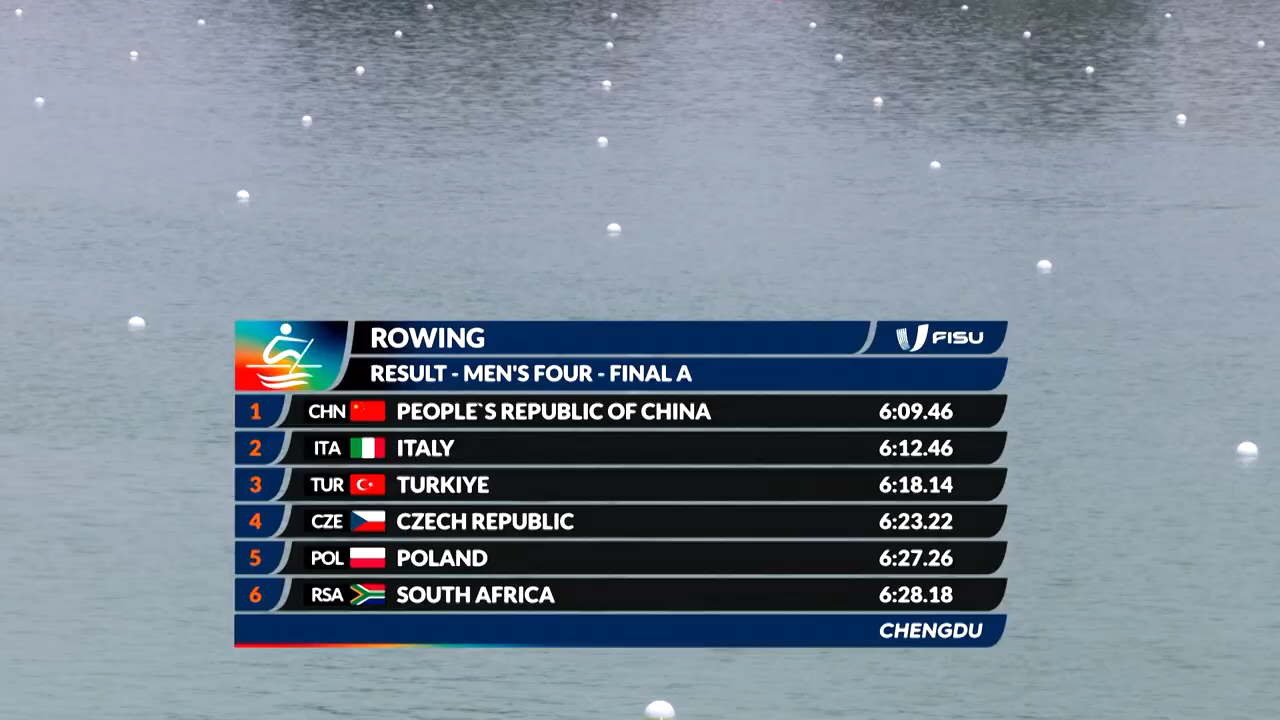 ROWING
FISU
RESULT - MEN'S FOUR - FINAL A
1 CHN PEOPLE`S REPUBLIC OF CHINA 6:09.46
2 ITA ITALY 6:12.46
3 TUR TURKIYE 6:18.14
4 CZE CZECH REPUBLIC 6:23.22
5 POL POLAND 6:27.26
6 RSA SOUTH AFRICA 6:28.18
CHENGDU